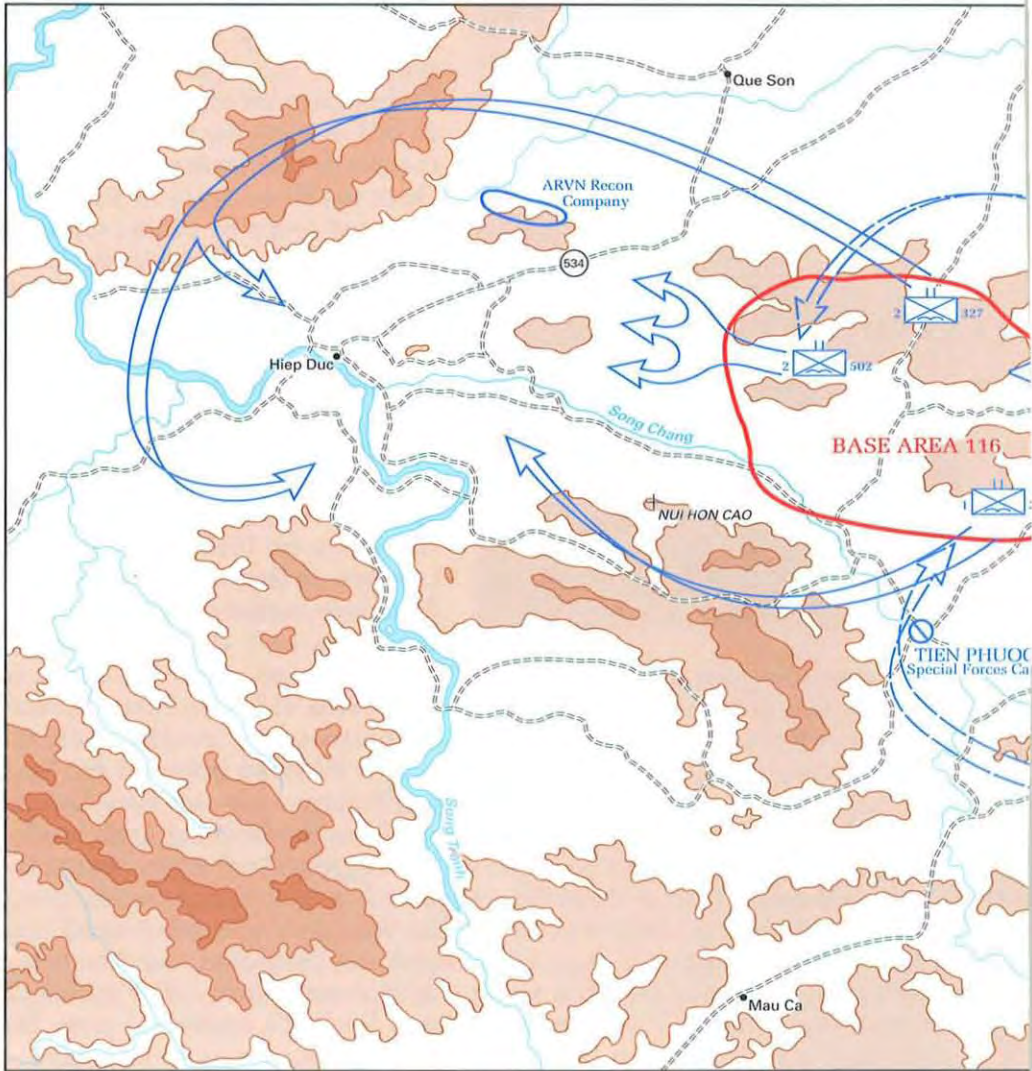 Que Son
ARVN Recon
Company
534
2 327
Hiep Duc
2 502
Song Chang
BASE AREA 116
NUI HON CAO
1
TIEN PHUOC
Special Forces Ca
Song Tranh
Mau Ca